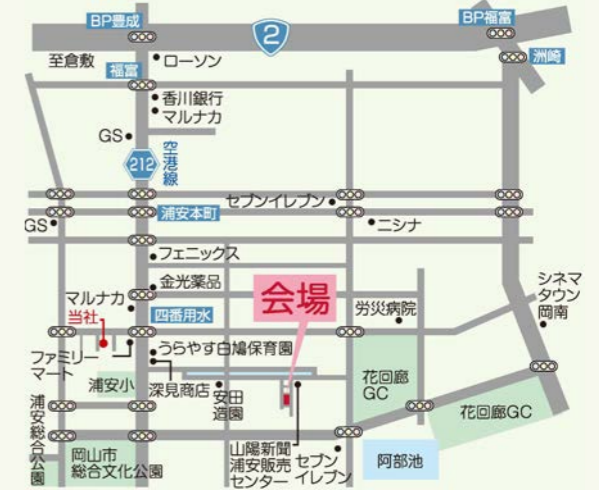 BP豊成
BP福富
2
洲崎
至倉敷
ローソン
福富
香川銀行
マルナカ
GS
212
空港線
セブンイレブン
浦安本町
ニシナ
GS
フェニックス
金光薬品
シネマ
タウン
岡南
マルナカ
会場
労災病院
当社
四番用水
ファミリー
マート
うらやす白鳩保育園
浦安小
深見商店
安田
造園
花回廊
GC
花回廊GC
浦安総合公園
岡山市
総合文化公園
山陽新聞
浦安販売
センター
セブン
イレブン
阿部池